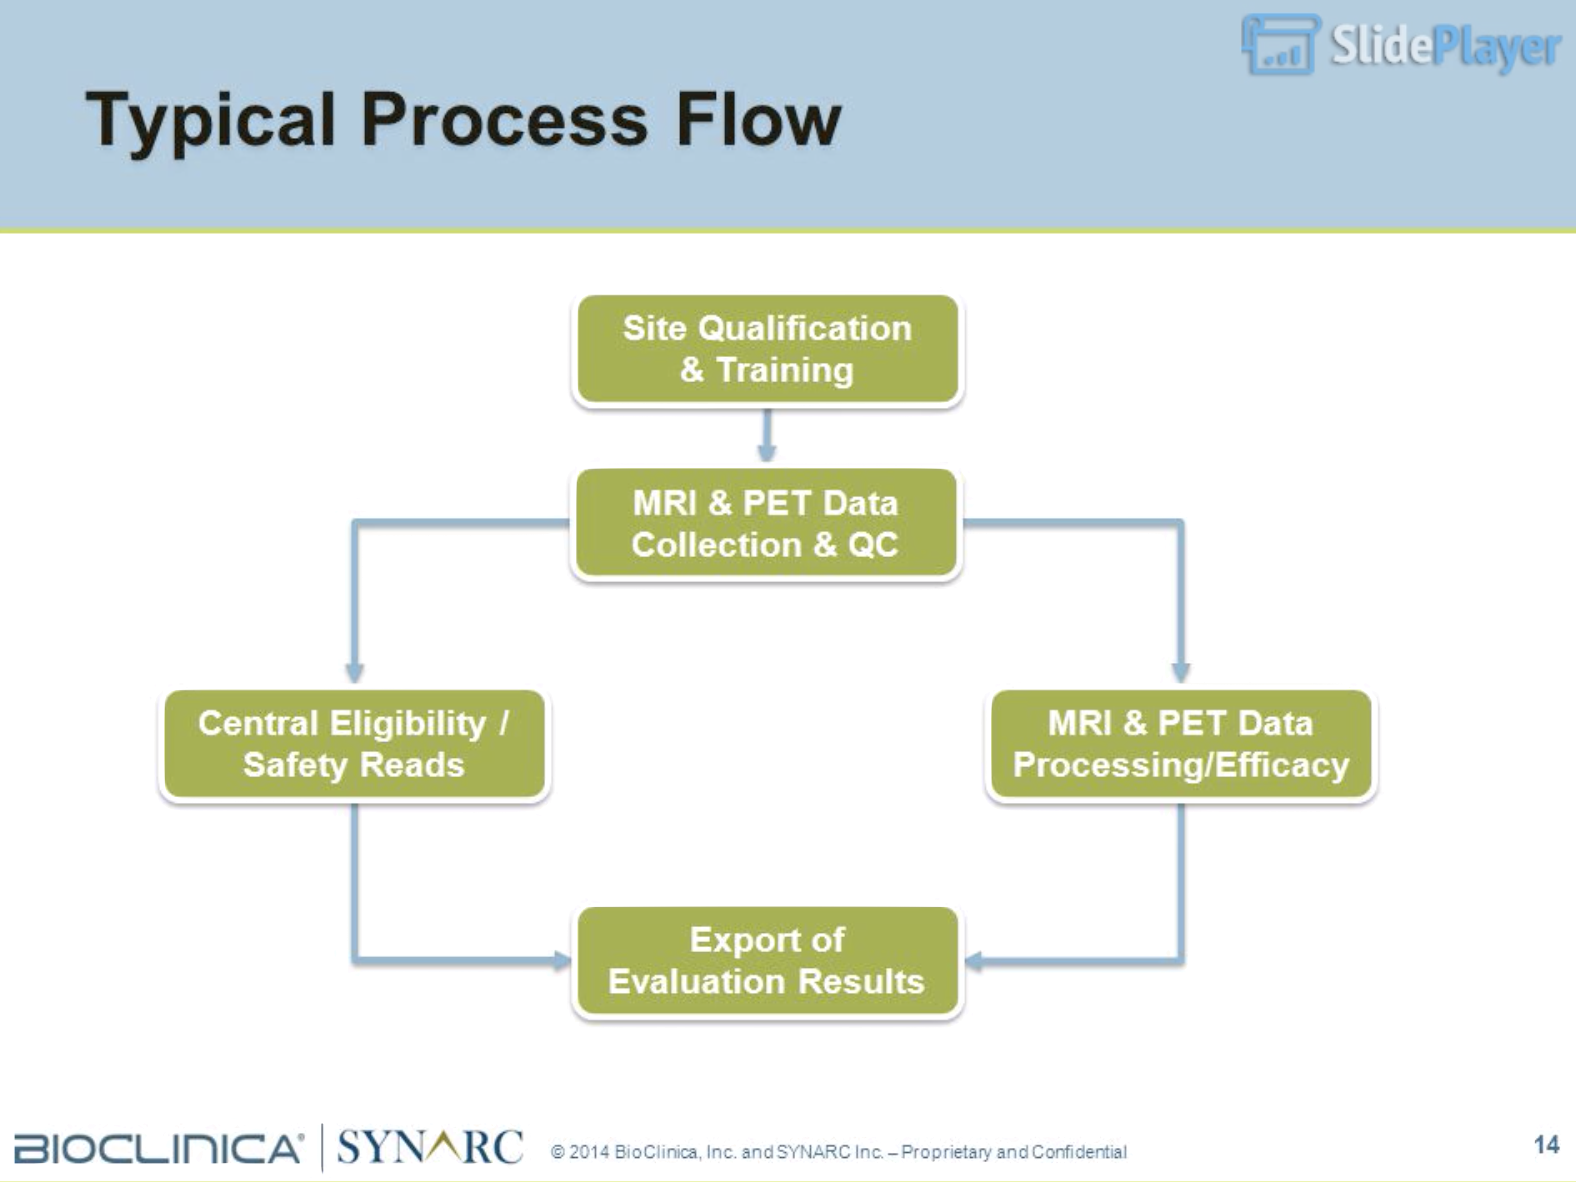 SlidePlayer
Typical Process Flow
Site Qualification
& Training
MRI & PET Data
Collection & QC
Central Eligibility /
Safety Reads
MRI & PET Data
Processing/Efficacy
Export of
Evaluation Results
BIOCLINICA® | SYNARC
© 2014 BioClinica, Inc. and SYNARC Inc. – Proprietary and Confidential
14